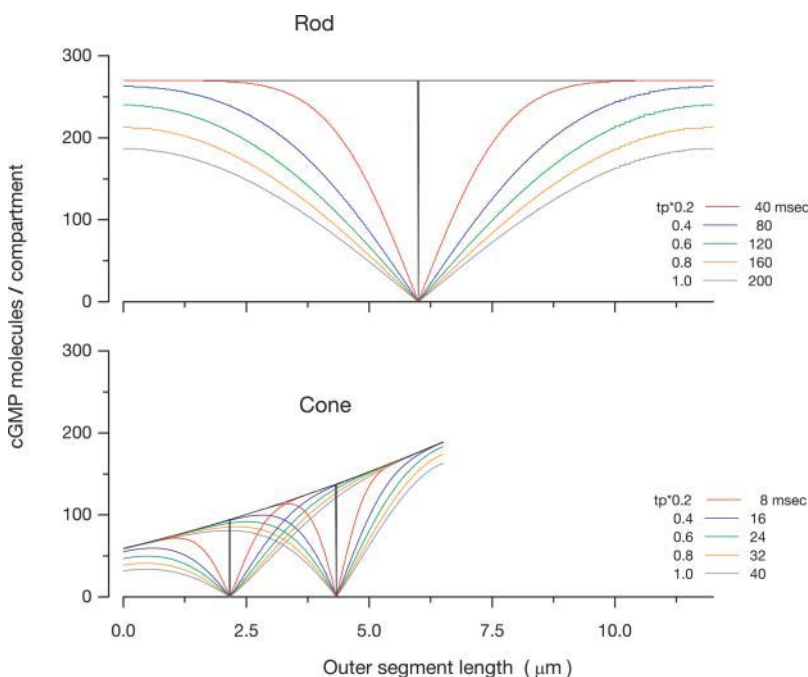 Rod
300
200
100
0
tp*0.2 40 msec
0.4 80
0.6 120
0.8 160
1.0 200
cGMP molecules / compartment
300
Cone
200
100
0
tp*0.2 8 msec
0.4 16
0.6 24
0.8 32
1.0 40
0.0 2.5 5.0 7.5 10.0
Outer segment length ( μm )